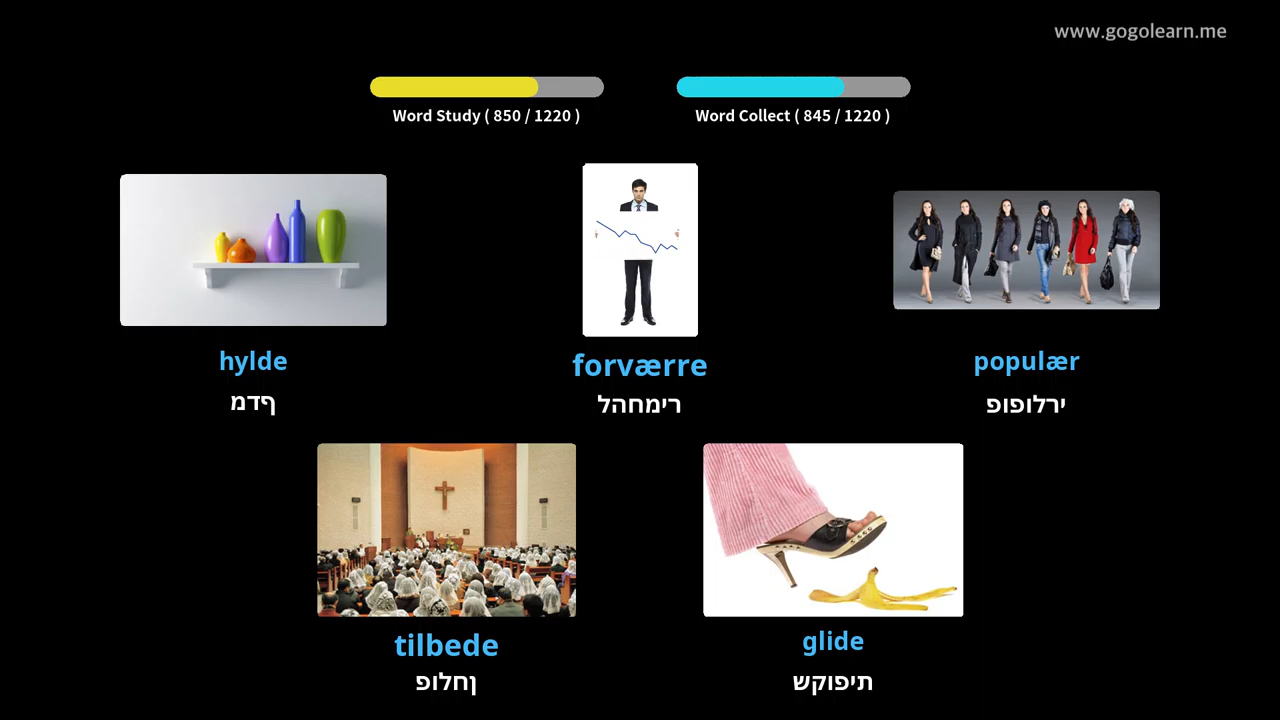 www.gogolearn.me
Word Study ( 850 / 1220 )
Word Collect ( 845 / 1220 )
hylde
מדף
forværre
להחמיר
populær
פופולרי
tilbede
פולחן
glide
שקופית